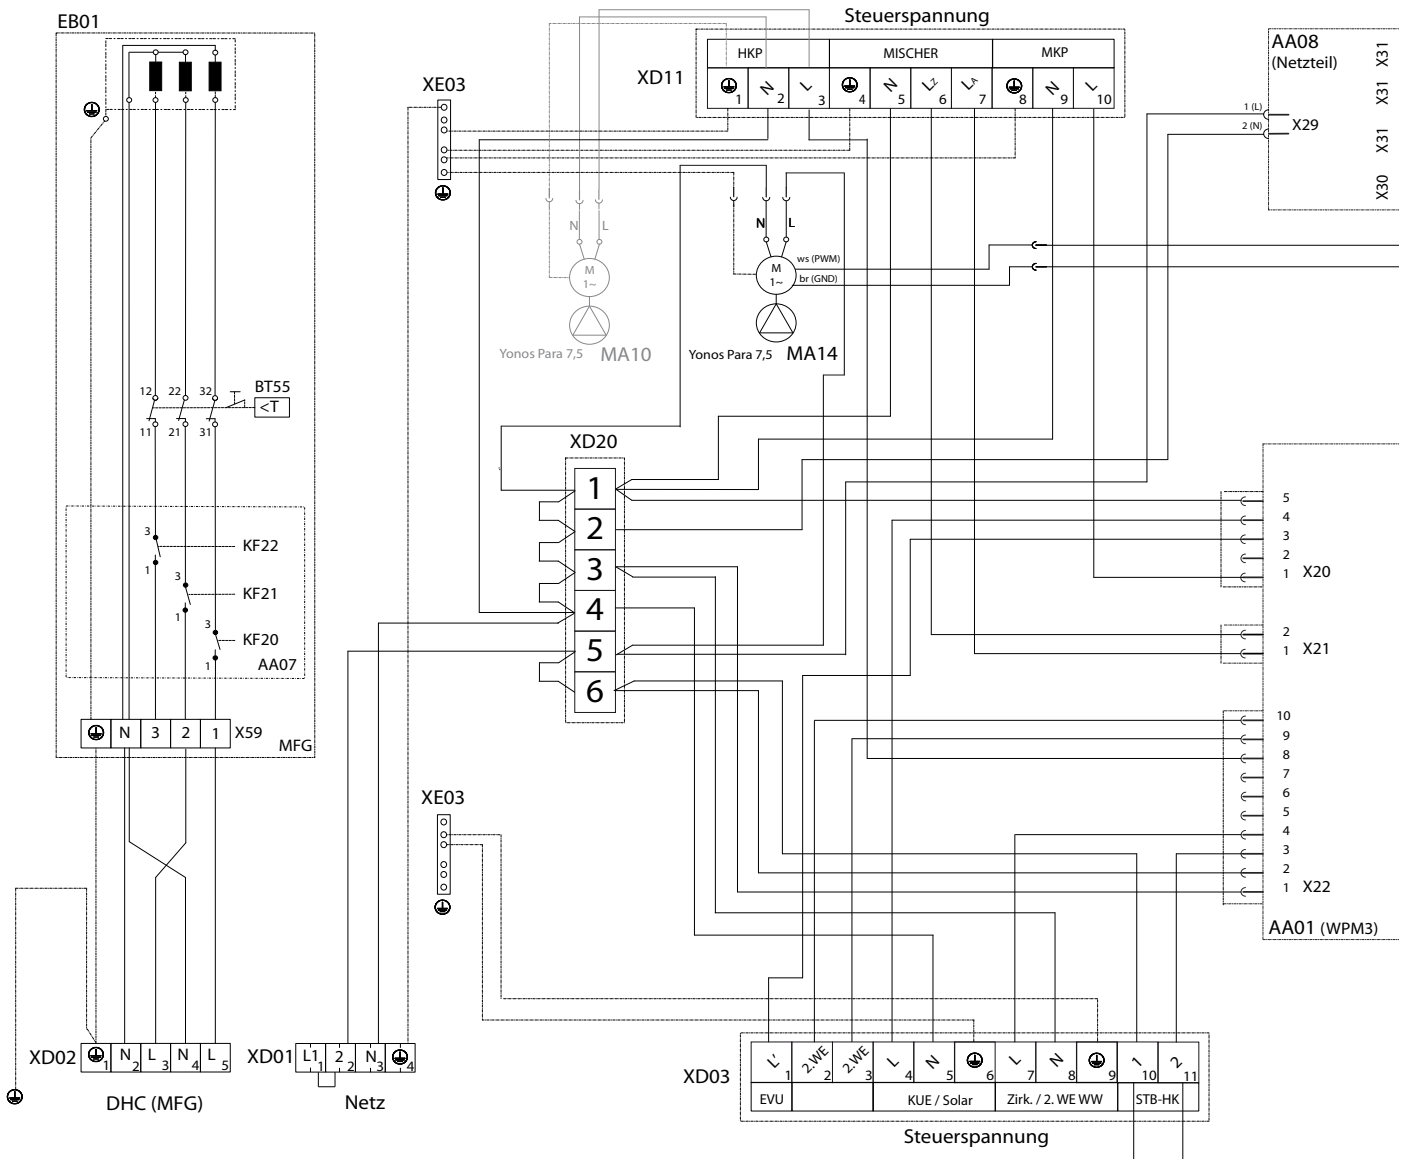 EB01
Steuerspannung
AA08
(Netzteil)
X31
X31
X31
X30
1 (L)
2 (N)
X29
XD11
HKP
MISCHER
MKP
1
N 2
L 3
4
N 5
LZ 6
LA 7
8
N 9
L 10
XE03
N L
M
1~
Yonos Para 7,5 MA10
N L
M
1~
ws (PWM)
br (GND)
Yonos Para 7,5 MA14
12 22 32 BT55
<T
11 21 31
3
KF22
1
3
KF21
1
3
KF20
1
AA07
N 3 2 1 X59
MFG
XD20
1
2
3
4
5
6
5
4
3
2
1 X20
2
1 X21
10
9
8
7
6
5
4
3
2
1 X22
AA01 (WPM3)
XE03
XD02
1
N 2
L 3
N 4
L 5
DHC (MFG)
XD01
L1 1
2 2
N 3
4
Netz
XD03
L' 1
2.WE 2
2.WE 3
L 4
N 5
6
L 7
N 8
9
1 10
2 11
EVU
KUE / Solar
Zirk. / 2. WE WW
STB-HK
Steuerspannung